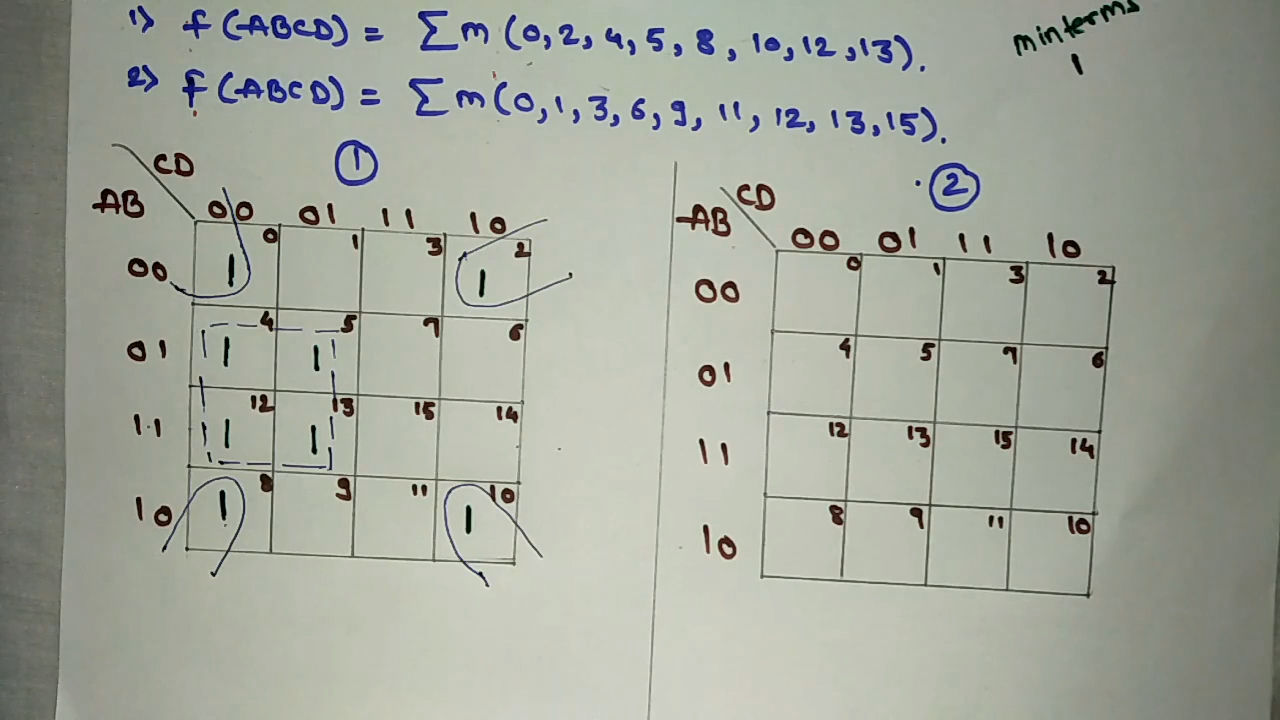 1) f(ABCD) = Σm(0,2,4,5,8,10,12,13).
minterms
1
2) f(ABCD) = Σm(0,1,3,6,9,11,12,13,15).
1
CD
AB
00 01 11 10
00 0 1 3 2
1 1
01 4 5 7 6
1 1
11 12 13 15 14
1 1
10 8 9 11 10
1 1
2
CD
AB
00 01 11 10
00 0 1 3 2
01 4 5 7 6
11 12 13 15 14
10 8 9 11 10